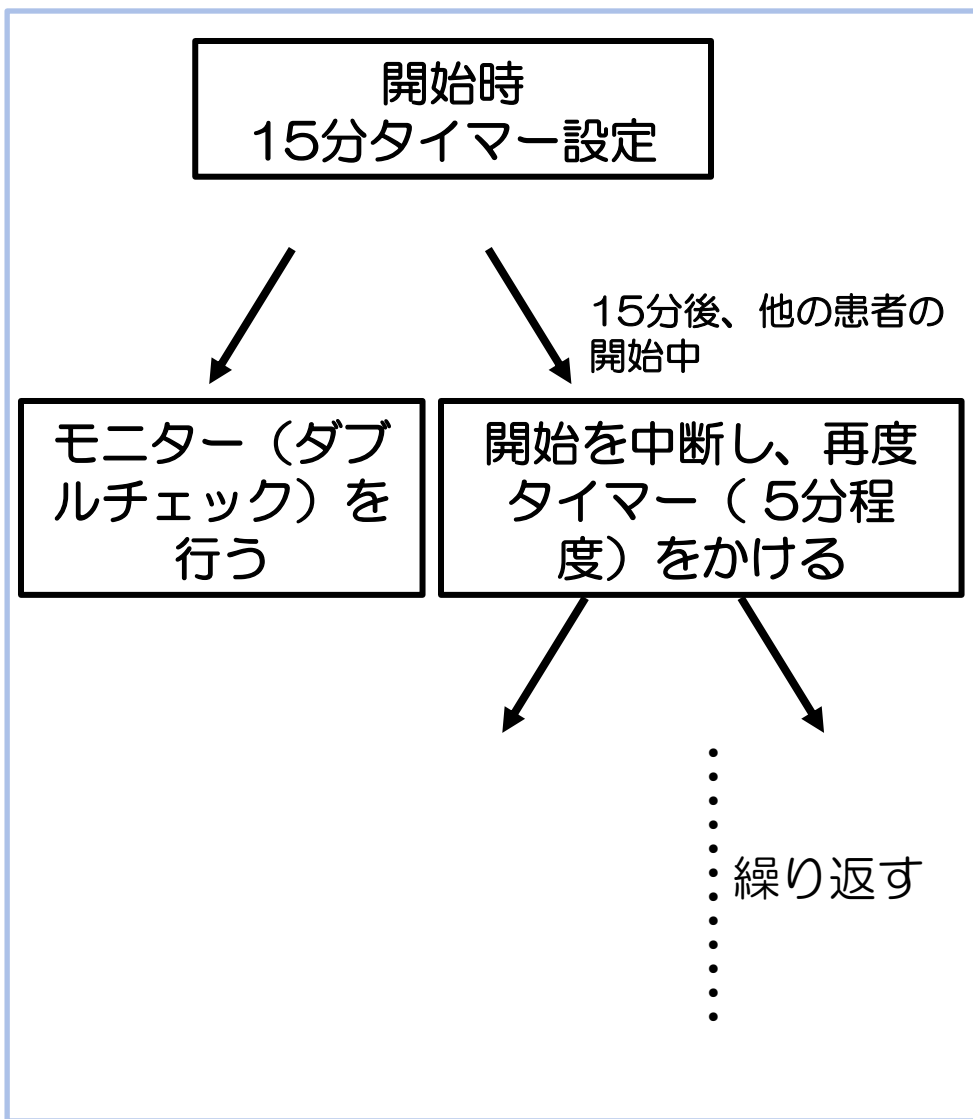 開始時
15分タイマー設定
15分後、他の患者の
開始中
モニター（ダブ
ルチェック）を
行う
開始を中断し、再度
タイマー（ 5分程
度）をかける
繰り返す